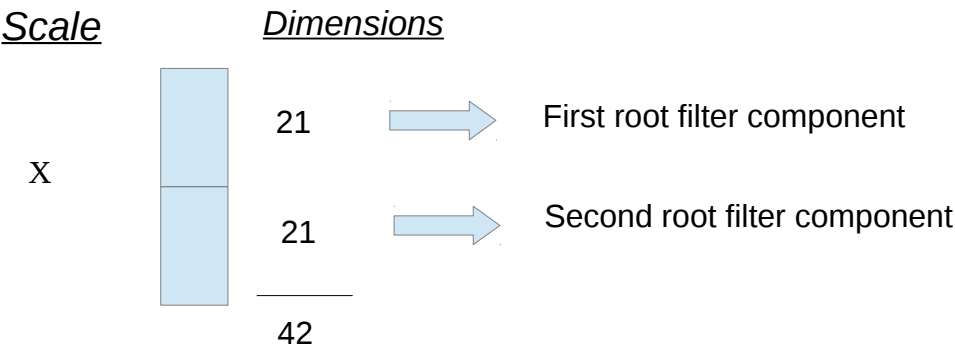 Scale
Dimensions
21
First root filter component
X
21
Second root filter component
42